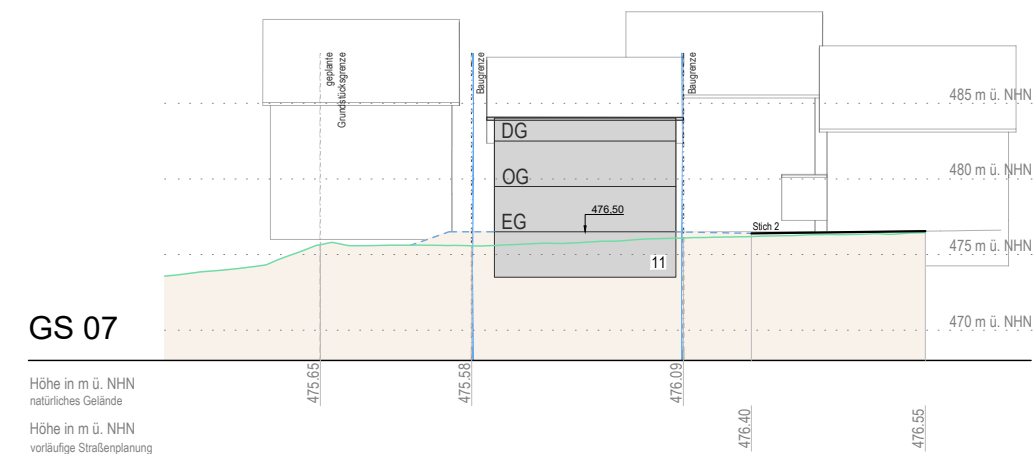 geplante
Grundstücksgrenze
Baugrenze
Baugrenze
485 m ü. NHN
DG
480 m ü. NHN
OG
476,50
EG
Stich 2
475 m ü. NHN
11
470 m ü. NHN
GS 07
Höhe in m ü. NHN
natürliches Gelände
475.65
475.58
476.09
Höhe in m ü. NHN
vorläufige Straßenplanung
476.40
476.55